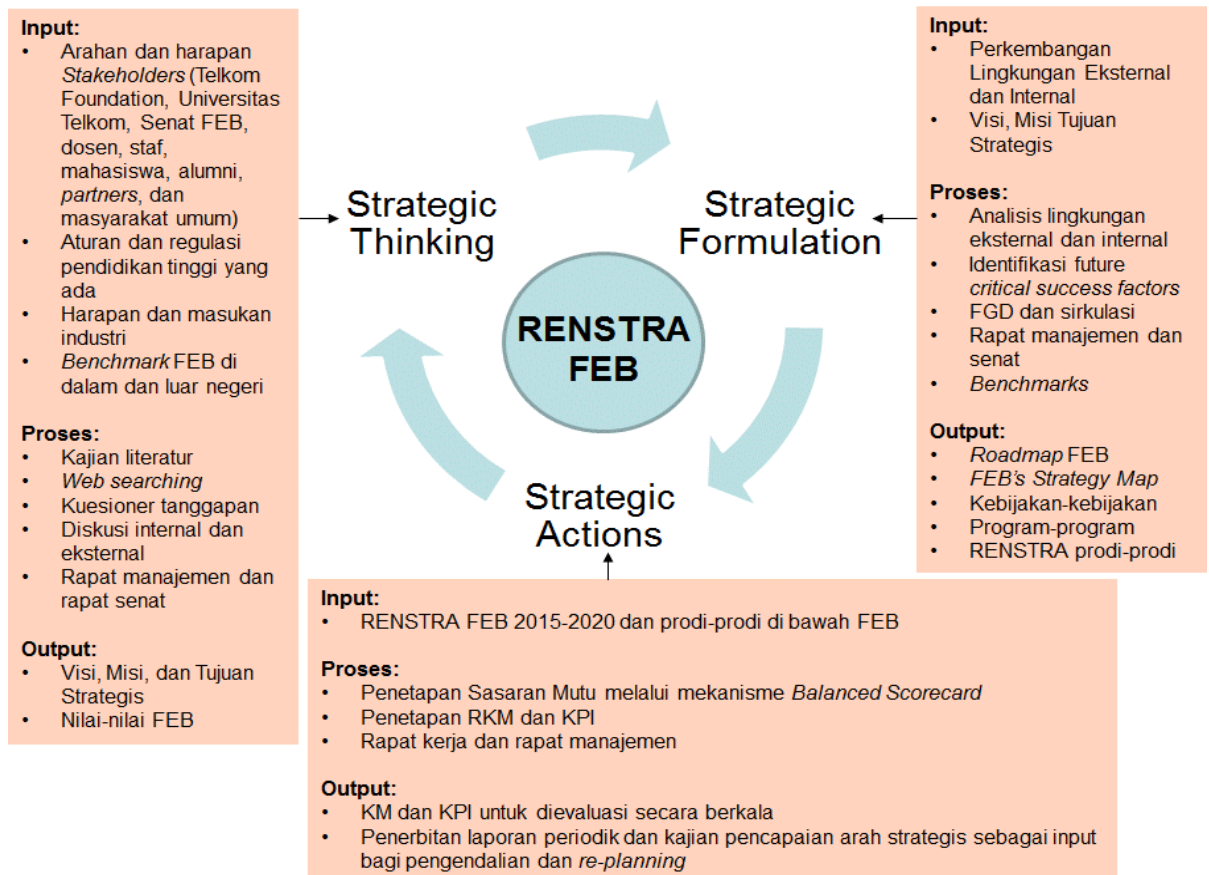 Input:
• Arahan dan harapan
Stakeholders (Telkom
Foundation, Universitas
Telkom, Senat FEB,
dosen, staf,
mahasiswa, alumni,
partners, dan
masyarakat umum)
• Aturan dan regulasi
pendidikan tinggi yang
ada
• Harapan dan masukan
industri
• Benchmark FEB di
dalam dan luar negeri
Proses:
• Kajian literatur
• Web searching
• Kuesioner tanggapan
• Diskusi internal dan
eksternal
• Rapat manajemen dan
rapat senat
Output:
• Visi, Misi, dan Tujuan
Strategis
• Nilai-nilai FEB
Strategic
Thinking
Strategic
Formulation
RENSTRA
FEB
Strategic
Actions
Input:
• Perkembangan
Lingkungan Eksternal
dan Internal
• Visi, Misi Tujuan
Strategis
Proses:
• Analisis lingkungan
eksternal dan internal
• Identifikasi future
critical success factors
• FGD dan sirkulasi
• Rapat manajemen dan
senat
• Benchmarks
Output:
• Roadmap FEB
• FEB's Strategy Map
• Kebijakan-kebijakan
• Program-program
• RENSTRA prodi-prodi
Input:
• RENSTRA FEB 2015-2020 dan prodi-prodi di bawah FEB
Proses:
• Penetapan Sasaran Mutu melalui mekanisme Balanced Scorecard
• Penetapan RKM dan KPI
• Rapat kerja dan rapat manajemen
Output:
• KM dan KPI untuk dievaluasi secara berkala
• Penerbitan laporan periodik dan kajian pencapaian arah strategis sebagai input
bagi pengendalian dan re-planning